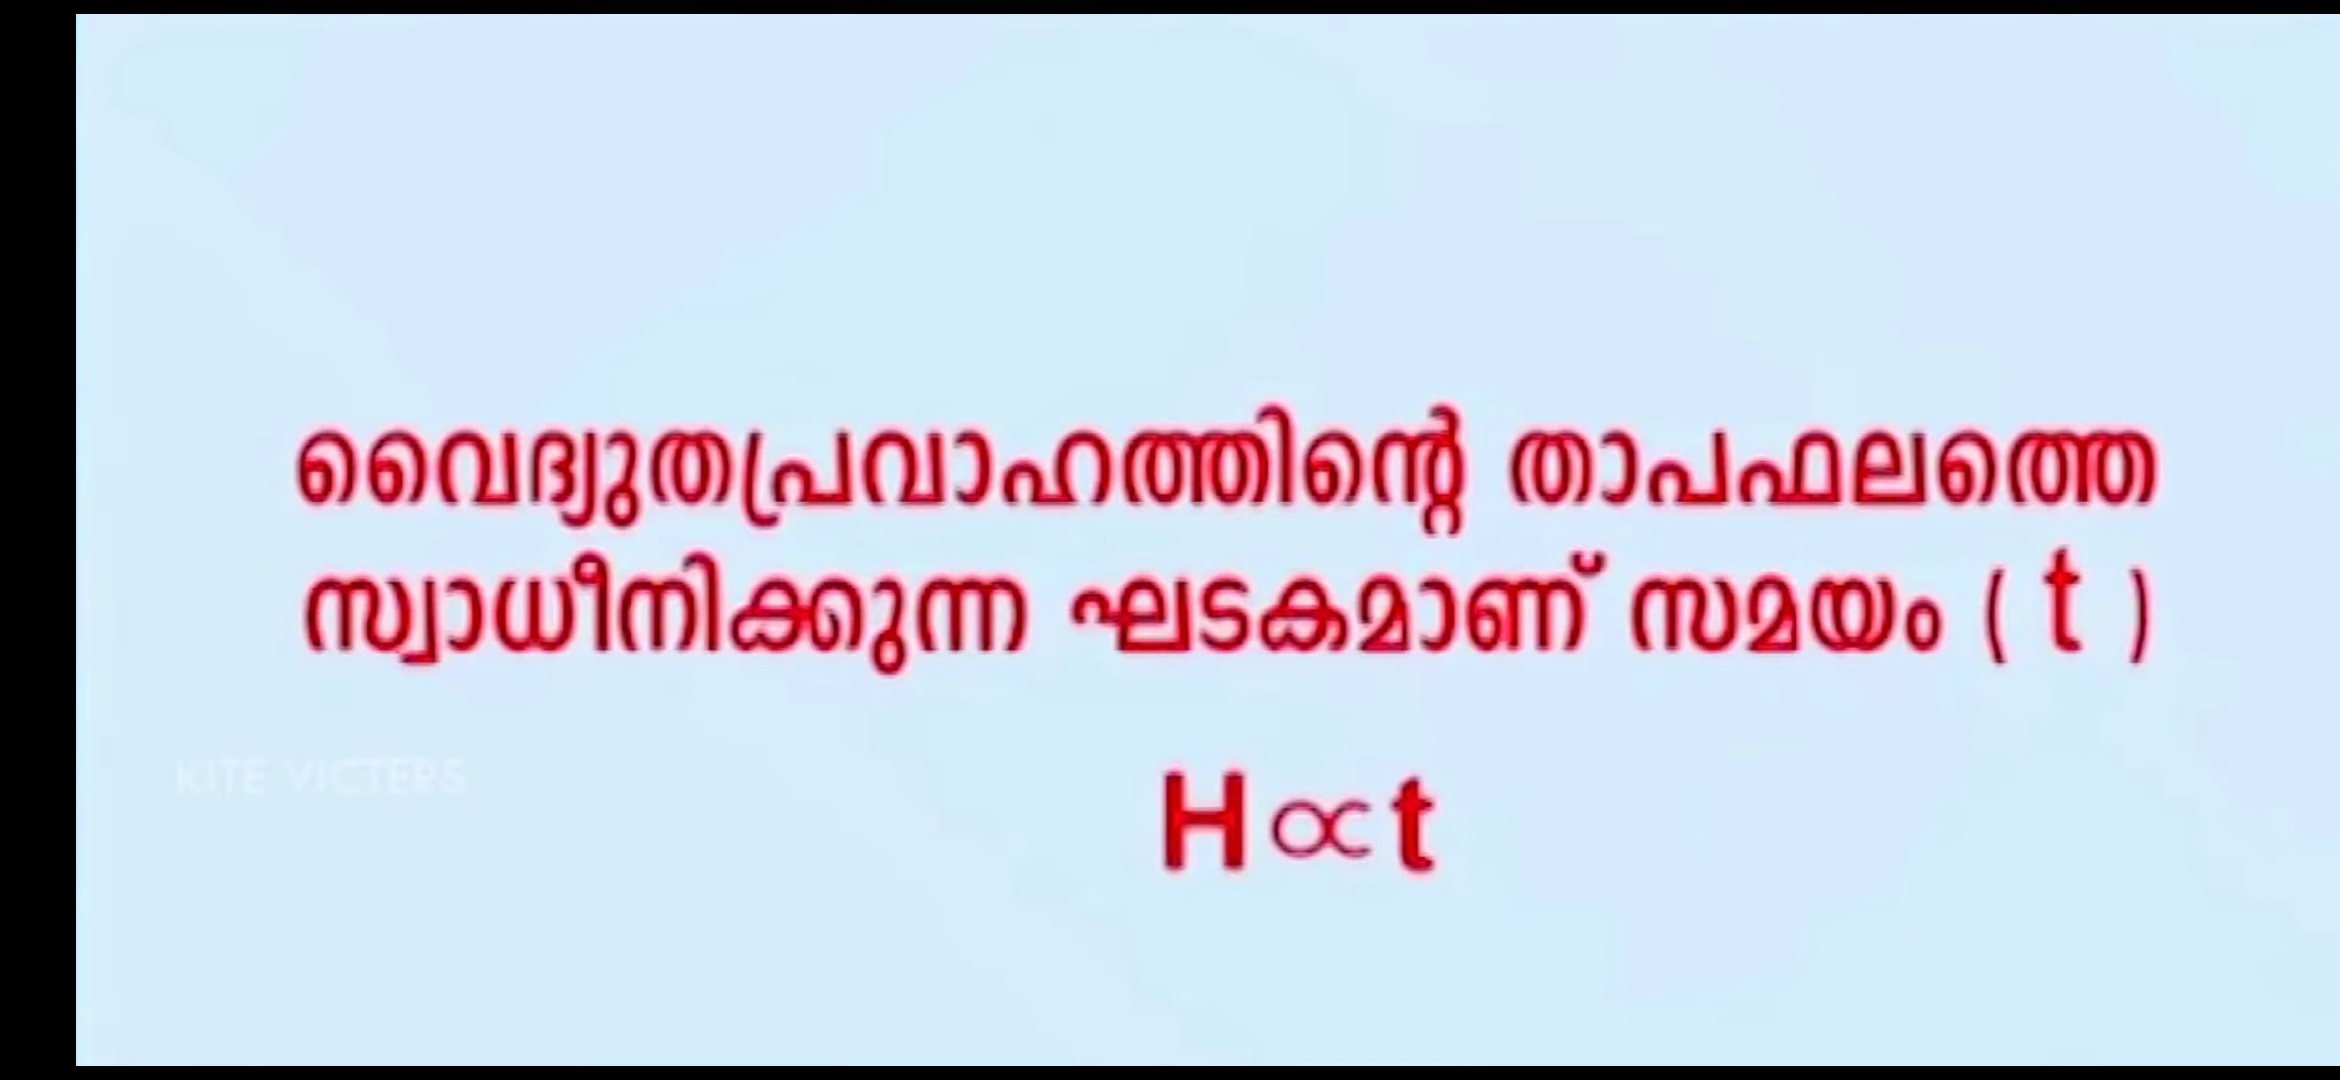 വൈദ്യുതപ്രവാഹത്തിന്റെ താപഫലത്തെ
സ്വാധീനിക്കുന്ന ഘടകമാണ് സമയം ( t )
KITE VICTERS
H ∝ t